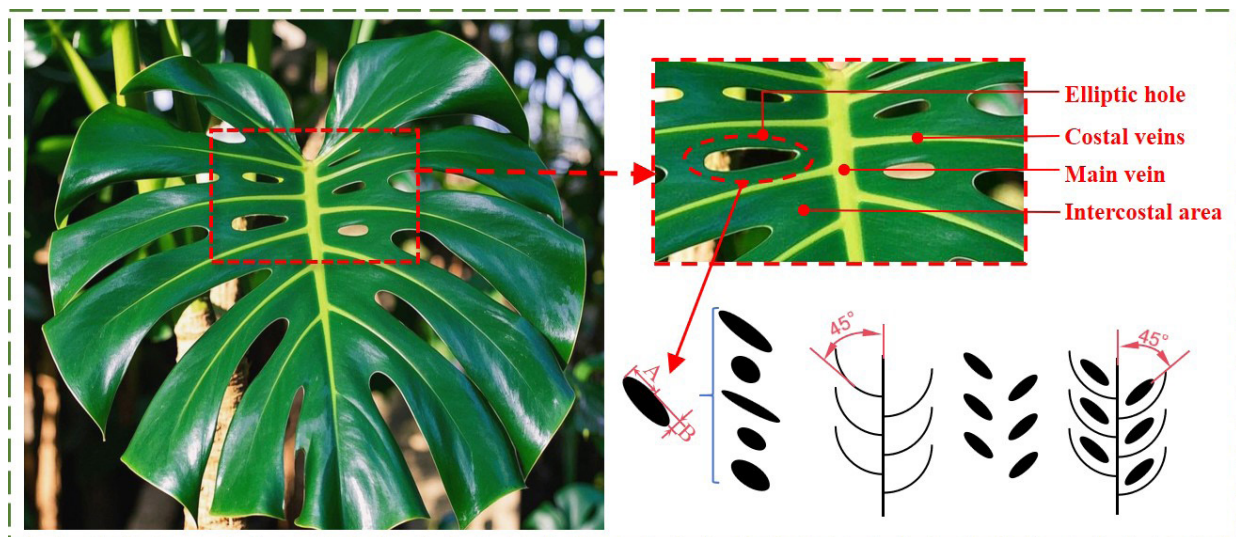 Elliptic hole
Costal veins
Main vein
Intercostal area
A
B
45°
45°